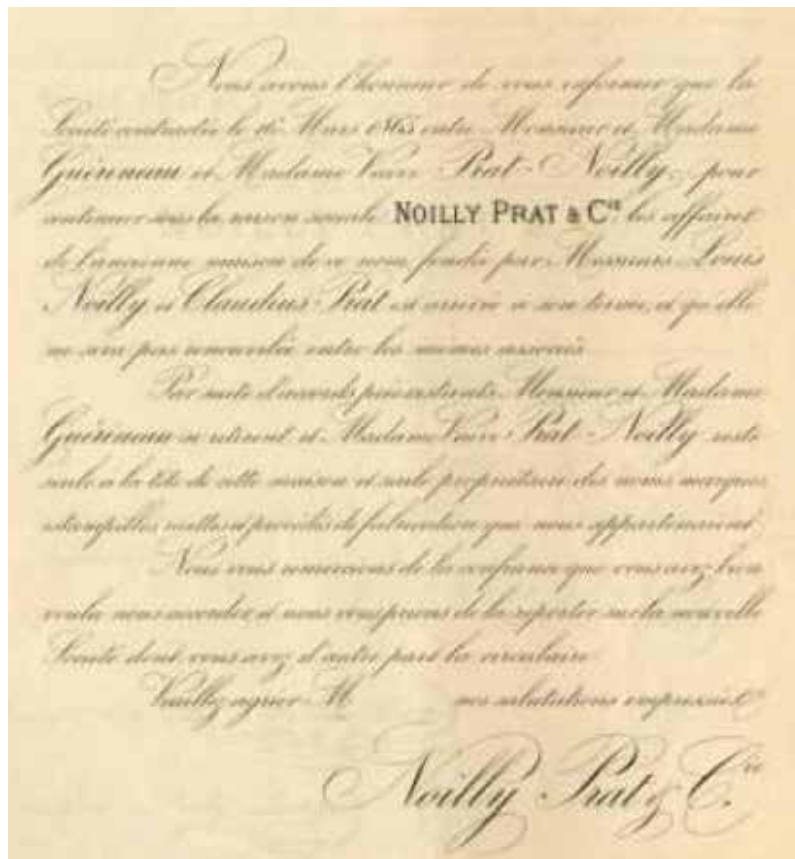 Nous avons l'honneur de vous informer que la
Société contractée le de Mars 1865 entre Monsieur et Madame
Guérineau et Madame Veuve Prat-Noilly, pour
continuer sous la raison sociale NOILLY PRAT & Cie les affaires
de l'ancienne maison de ce nom, fondée par Messieurs Louis
Noilly et Claudius Prat est arrivée à son terme, et qu'elle
ne sera pas renouvelée entre les mêmes associés.
Par suite d'accords préexistants Monsieur et Madame
Guérineau se retirent et Madame Veuve Prat-Noilly reste
seule à la tête de cette maison et seule propriétaire des noms marques
estampilles recettes et procédés de fabrication que nous appartenaient.
Nous vous remercions de la confiance que vous avez bien
voulu nous accorder, et nous vous prions de la reporter sur la nouvelle
Société dont vous avez d'autre part la circulaire.
Veuillez agréer M nos salutations empressées.
Noilly Prat & Cie